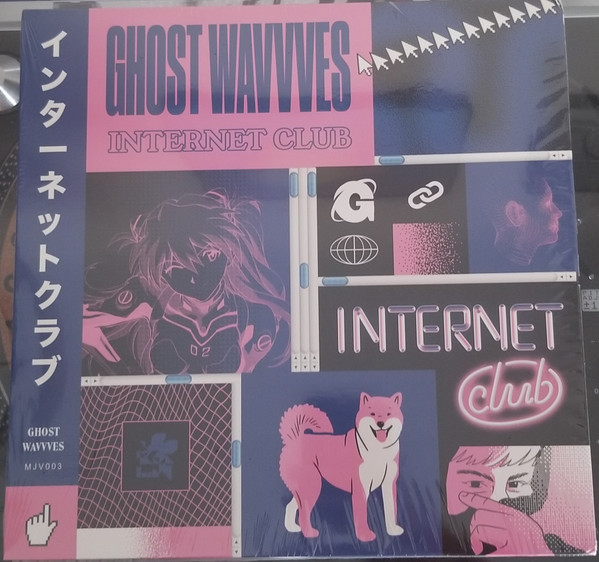 インターネットクラブ
GHOST
WAVVVES
MJV003
GHOST WAVVVES
INTERNET CLUB
G
02
INTERNET
club